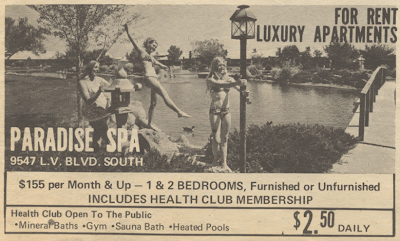 FOR RENT
LUXURY APARTMENTS
PARADISE SPA
9547 L.V. BLVD. SOUTH
$155 per Month & Up — 1 & 2 BEDROOMS, Furnished or Unfurnished
INCLUDES HEALTH CLUB MEMBERSHIP
Health Club Open To The Public
•Mineral Baths •Gym •Sauna Bath •Heated Pools
$2.50 DAILY